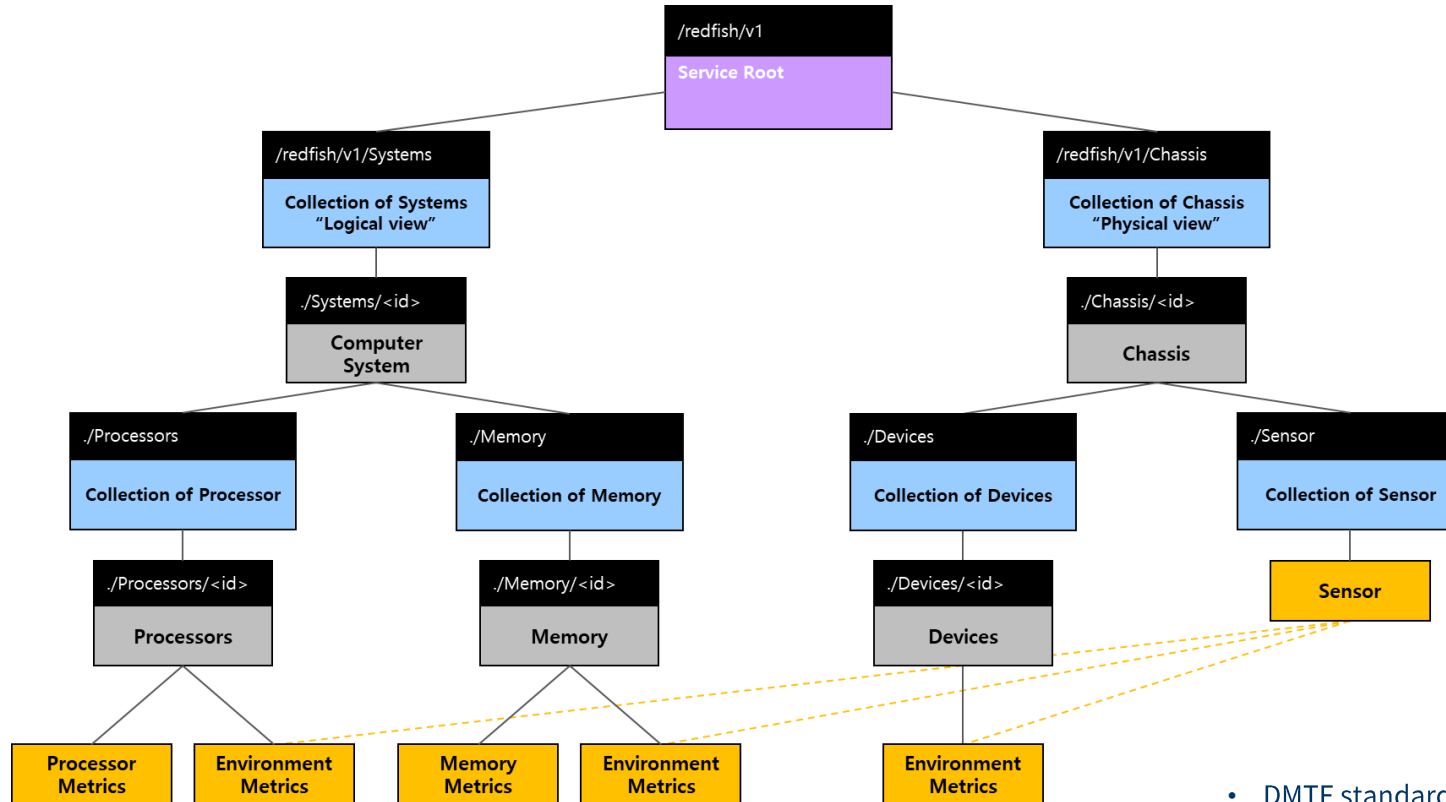 /redfish/v1
Service Root
/redfish/v1/Systems
Collection of Systems
“Logical view”
/redfish/v1/Chassis
Collection of Chassis
“Physical view”
./Systems/<id>
Computer
System
./Chassis/<id>
Chassis
./Processors
Collection of Processor
./Memory
Collection of Memory
./Devices
Collection of Devices
./Sensor
Collection of Sensor
./Processors/<id>
Processors
./Memory/<id>
Memory
./Devices/<id>
Devices
Sensor
Processor
Metrics
Environment
Metrics
Memory
Metrics
Environment
Metrics
Environment
Metrics
• DMTF standard